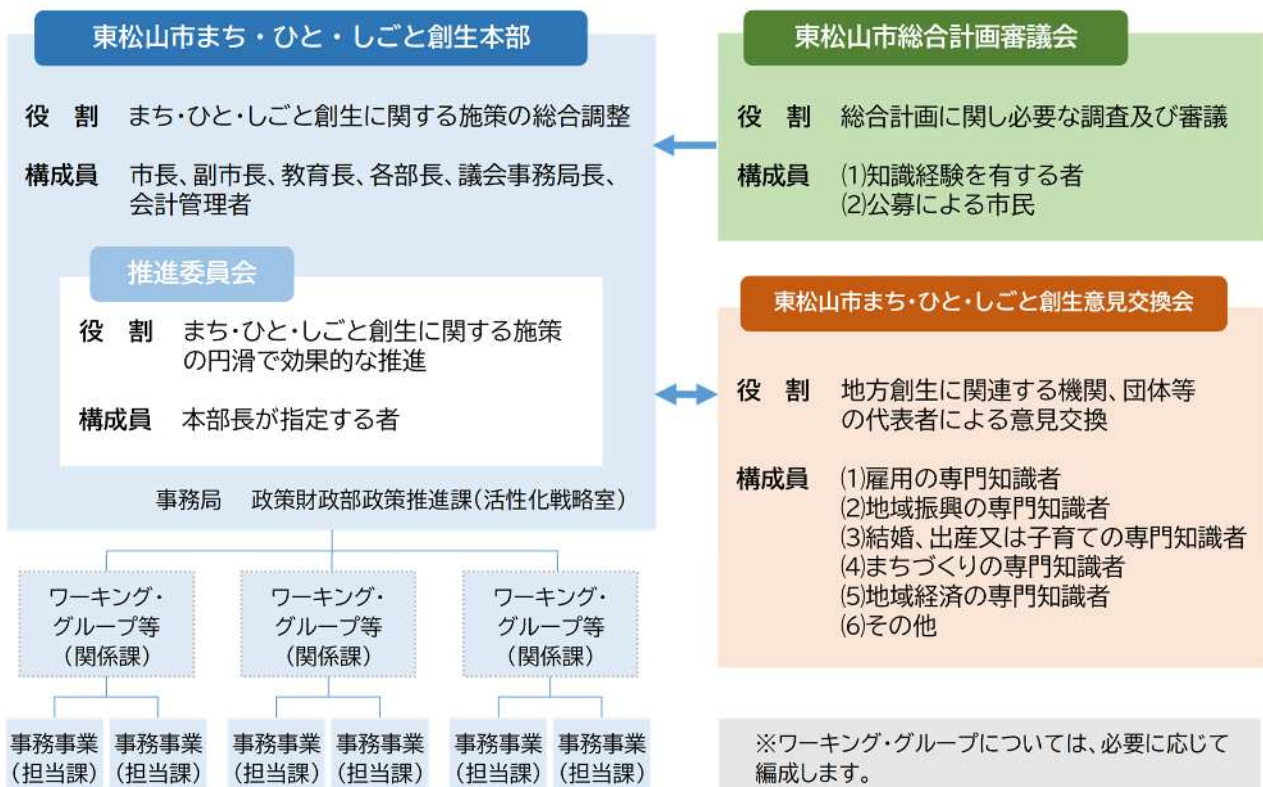 東松山市まち・ひと・しごと創生本部
役　割　まち・ひと・しごと創生に関する施策の総合調整
構成員　市長、副市長、教育長、各部長、議会事務局長、
会計管理者
推進委員会
役　割　まち・ひと・しごと創生に関する施策
の円滑で効果的な推進
構成員　本部長が指定する者
事務局　政策財政部政策推進課(活性化戦略室)
ワーキング・
グループ等
(関係課)
ワーキング・
グループ等
(関係課)
ワーキング・
グループ等
(関係課)
事務事業
(担当課)
事務事業
(担当課)
事務事業
(担当課)
事務事業
(担当課)
事務事業
(担当課)
事務事業
(担当課)
東松山市総合計画審議会
役　割　総合計画に関し必要な調査及び審議
構成員　⑴知識経験を有する者
⑵公募による市民
東松山市まち・ひと・しごと創生意見交換会
役　割　地方創生に関連する機関、団体等
の代表者による意見交換
構成員　⑴雇用の専門知識者
⑵地域振興の専門知識者
⑶結婚、出産又は子育ての専門知識者
⑷まちづくりの専門知識者
⑸地域経済の専門知識者
⑹その他
※ワーキング・グループについては、必要に応じて
編成します。